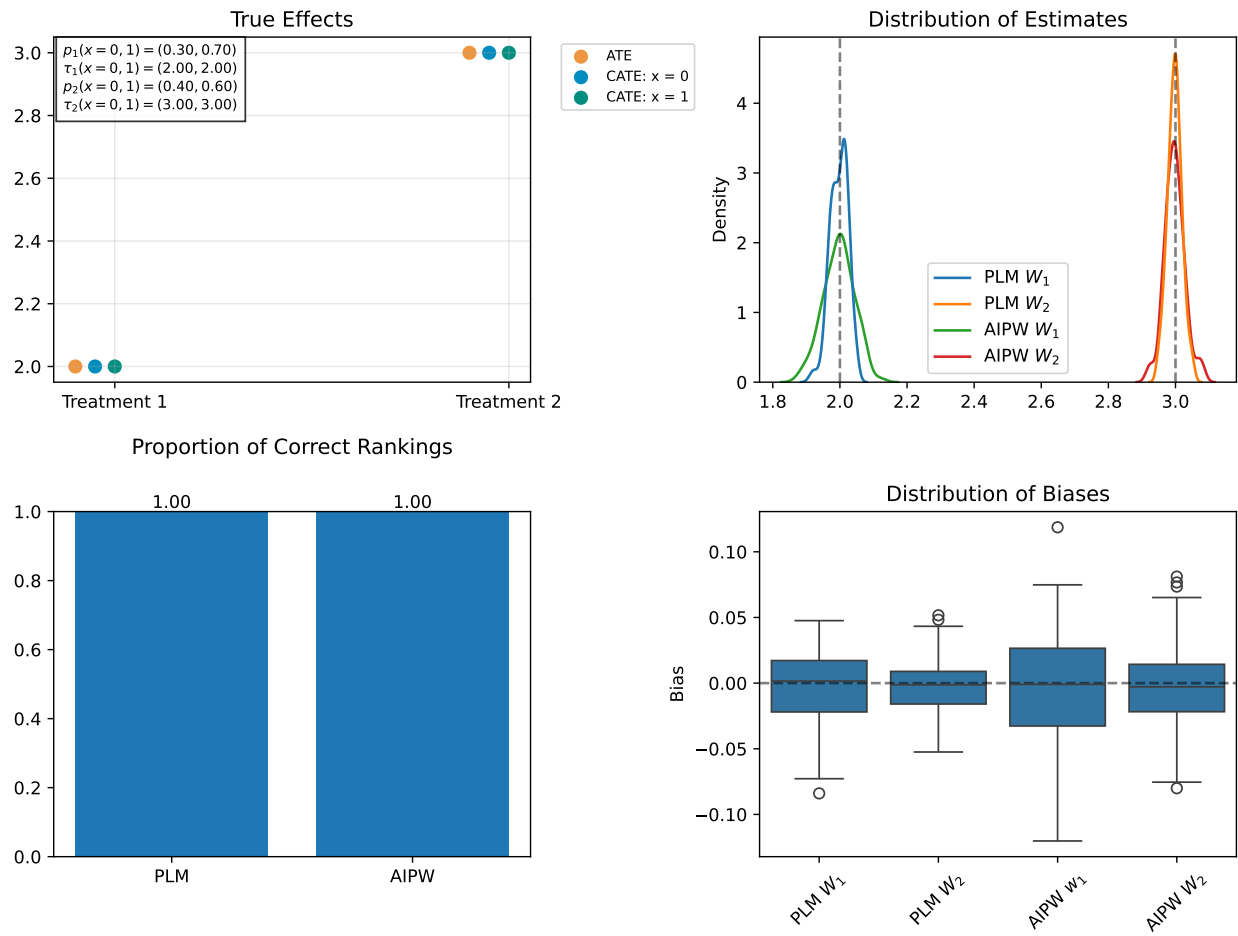 True Effects
3.0
2.8
2.6
2.4
2.2
2.0
p₁(x = 0, 1) = (0.30, 0.70)
τ₁(x = 0, 1) = (2.00, 2.00)
p₂(x = 0, 1) = (0.40, 0.60)
τ₂(x = 0, 1) = (3.00, 3.00)
Treatment 1
Treatment 2
ATE
CATE: x = 0
CATE: x = 1
Distribution of Estimates
Density
4
3
2
1
0
PLM W₁
PLM W₂
AIPW W₁
AIPW W₂
1.8 2.0 2.2 2.4 2.6 2.8 3.0
Proportion of Correct Rankings
1.0
0.8
0.6
0.4
0.2
0.0
1.00
1.00
PLM
AIPW
Distribution of Biases
Bias
0.10
0.05
0.00
−0.05
−0.10
PLM W₁
PLM W₂
AIPW w₁
AIPW W₂